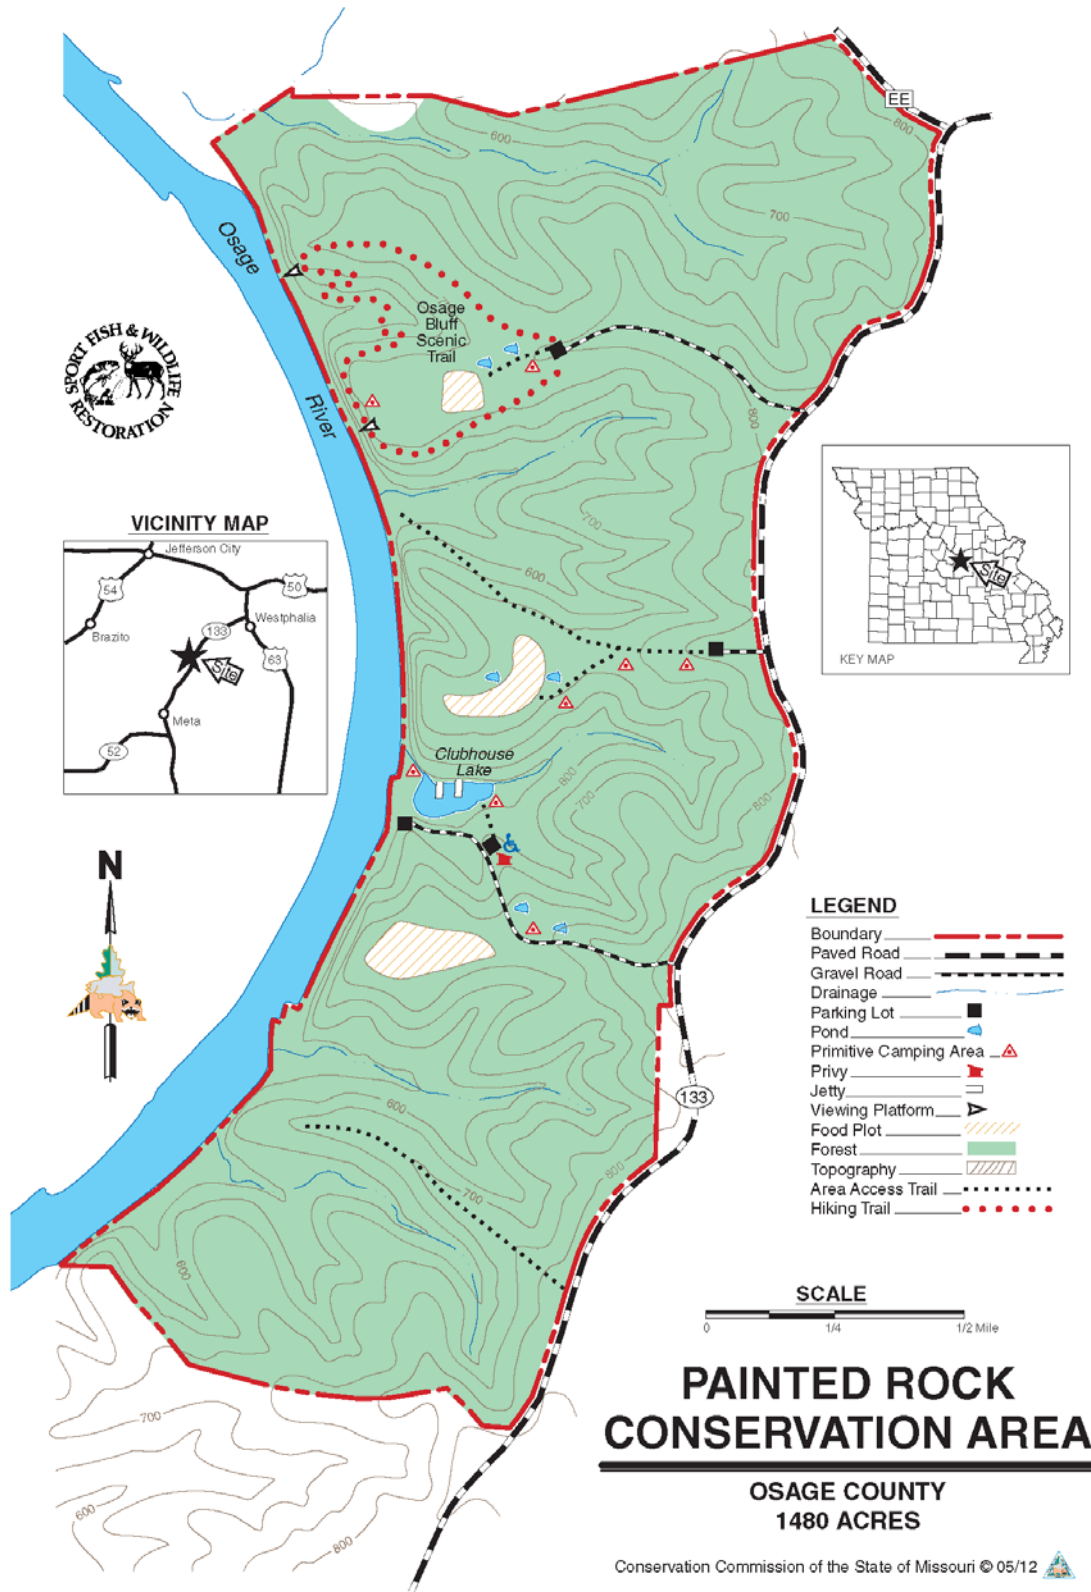 EE
800
600
700
Osage
River
Osage
Bluff
Scenic
Trail
SPORT FISH & WILDLIFE
RESTORATION
800
700
600
VICINITY MAP
Jefferson City
54
50
Brazito
133
Westphalia
63
Site
Meta
52
Site
KEY MAP
Clubhouse
Lake
800
700
800
N
LEGEND
Boundary
Paved Road
Gravel Road
Drainage
Parking Lot
Pond
Primitive Camping Area
Privy
Jetty
Viewing Platform
Food Plot
Forest
Topography
Area Access Trail
Hiking Trail
133
600
700
800
600
SCALE
0 1/4 1/2 Mile
700
600
800
PAINTED ROCK
CONSERVATION AREA
OSAGE COUNTY
1480 ACRES
Conservation Commission of the State of Missouri © 05/12